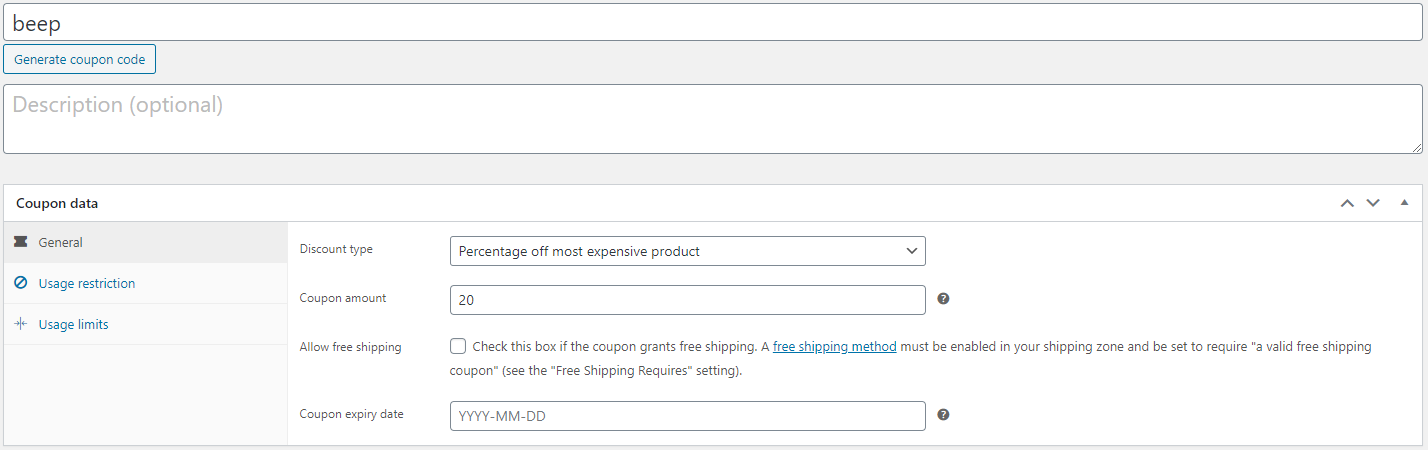 beep
Generate coupon code
Description (optional)
Coupon data
General
Usage restriction
Usage limits
Discount type
Percentage off most expensive product
Coupon amount
20
Allow free shipping
Check this box if the coupon grants free shipping. A free shipping method must be enabled in your shipping zone and be set to require "a valid free shipping
coupon" (see the "Free Shipping Requires" setting).
Coupon expiry date
YYYY-MM-DD